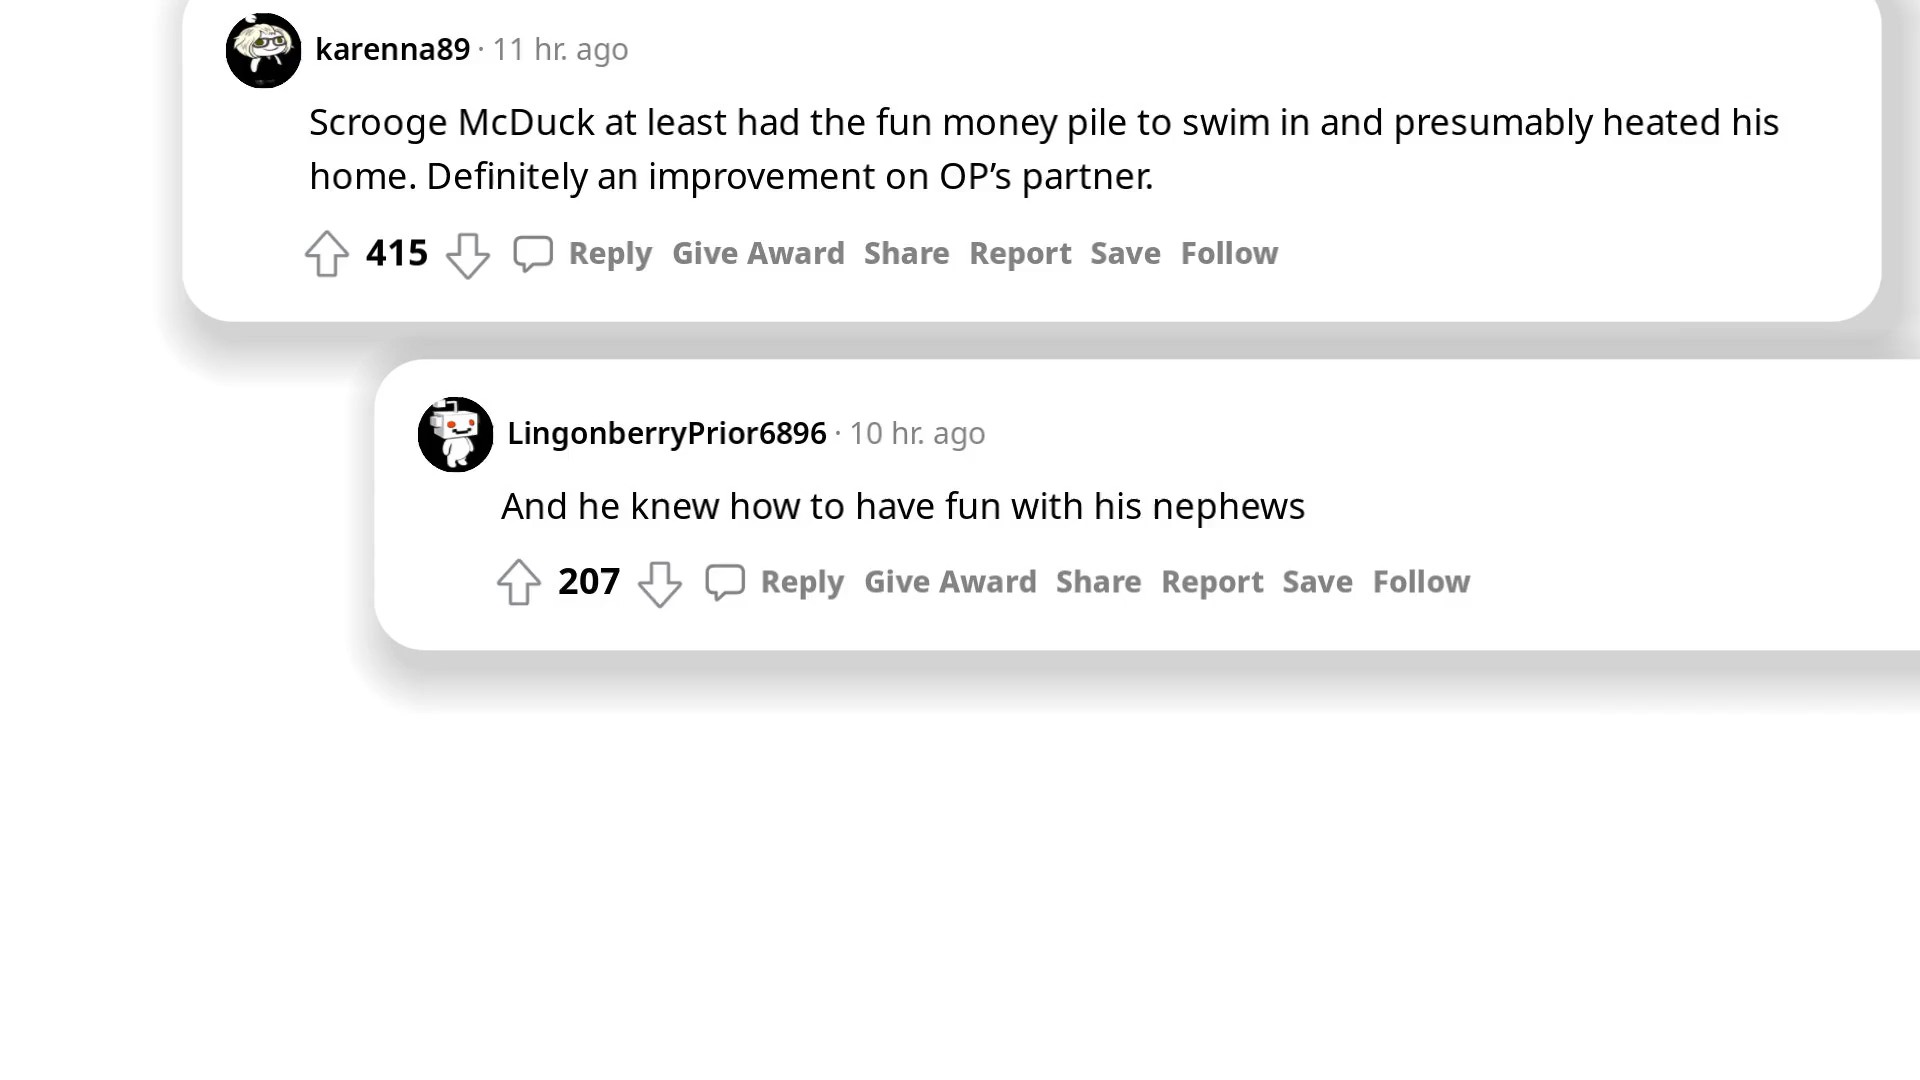 karenna89 · 11 hr. ago
Scrooge McDuck at least had the fun money pile to swim in and presumably heated his
home. Definitely an improvement on OP’s partner.
415 Reply Give Award Share Report Save Follow
LingonberryPrior6896 · 10 hr. ago
And he knew how to have fun with his nephews
207 Reply Give Award Share Report Save Follow